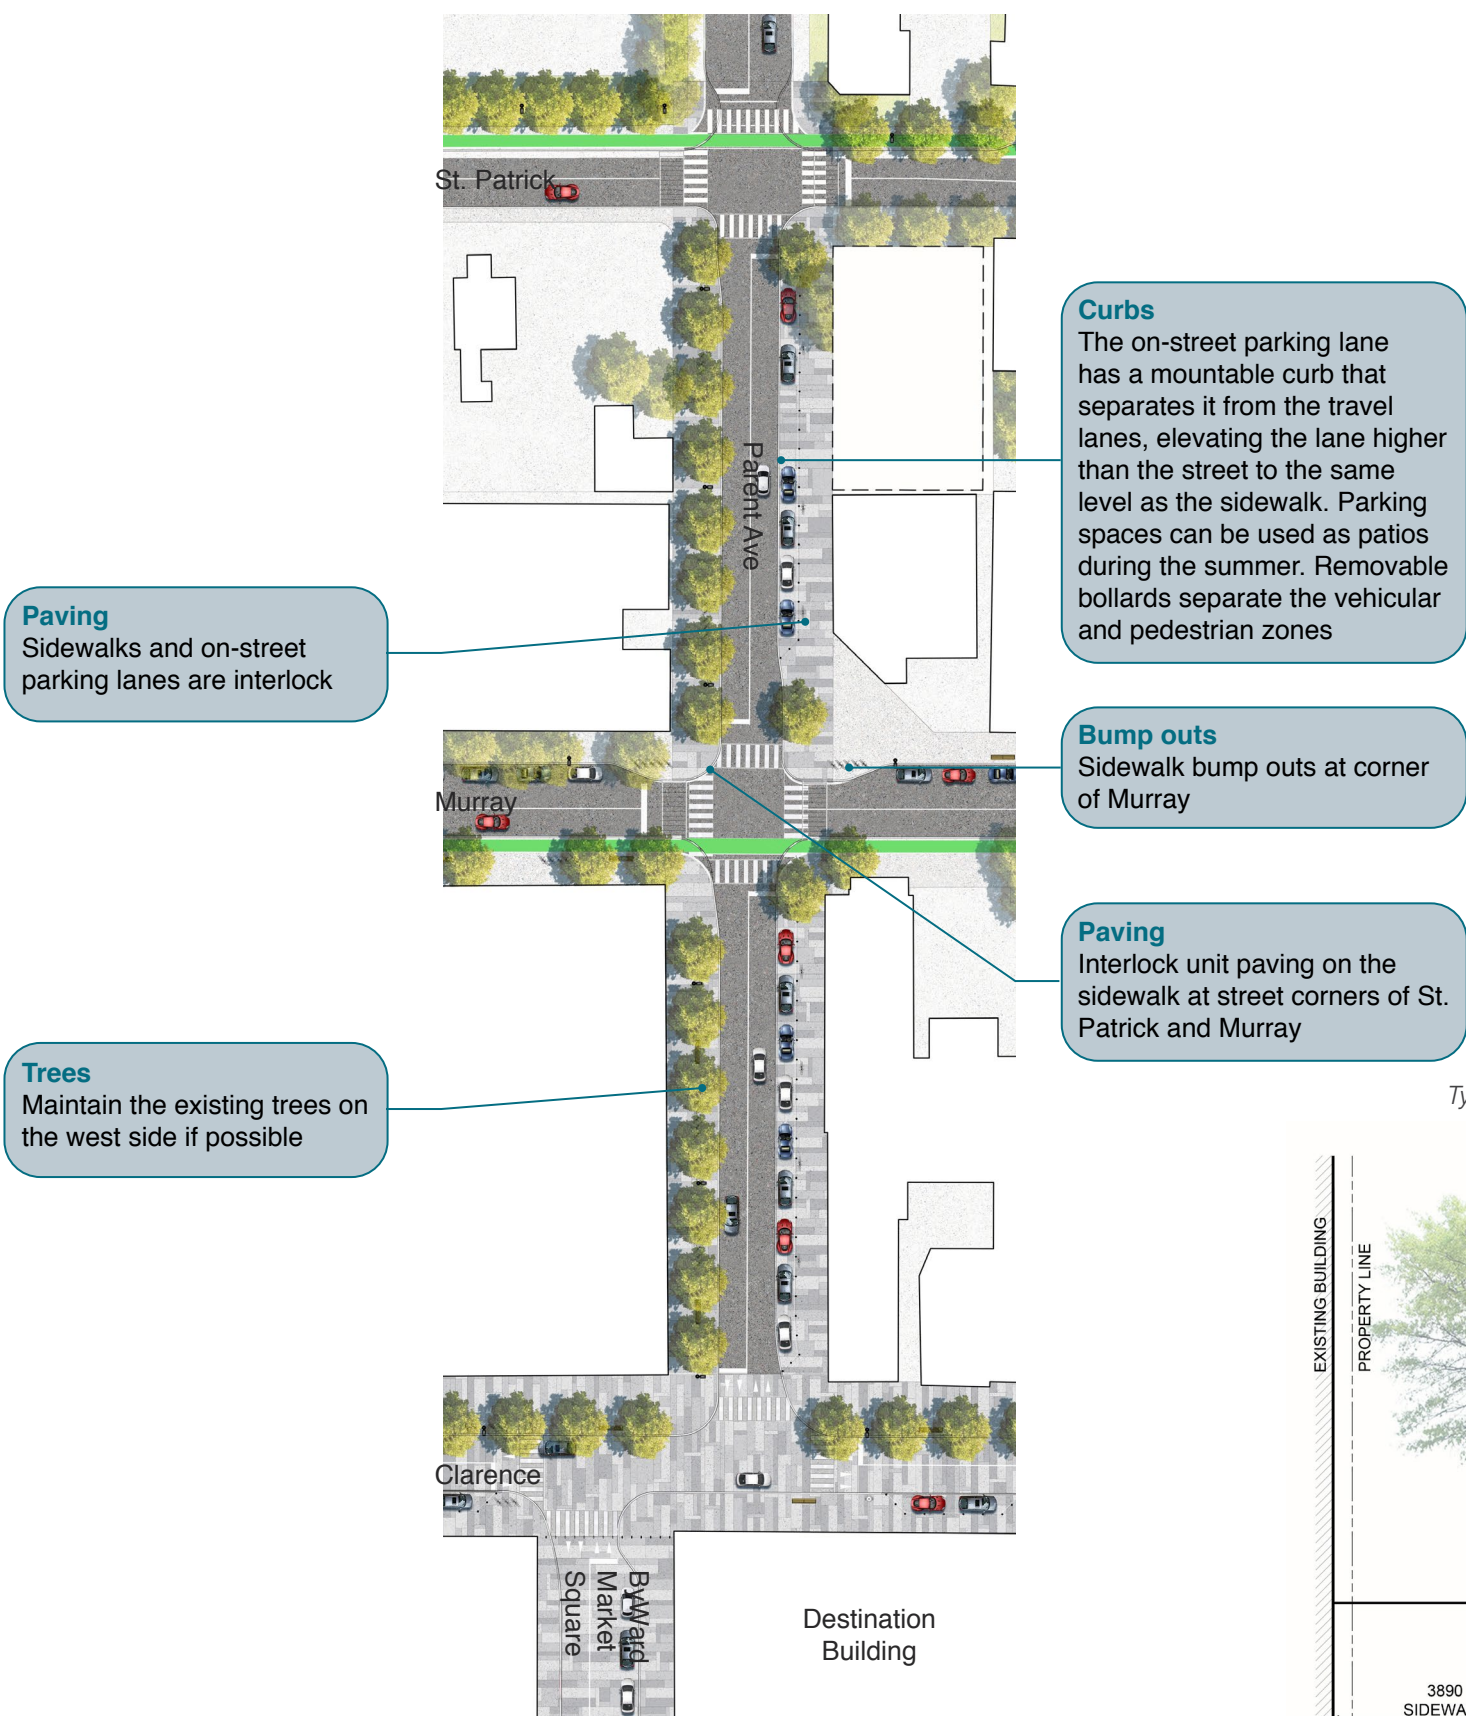 St. Patrick
Curbs
The on-street parking lane
has a mountable curb that
separates it from the travel
lanes, elevating the lane higher
than the street to the same
level as the sidewalk. Parking
spaces can be used as patios
during the summer. Removable
bollards separate the vehicular
and pedestrian zones
Parent Ave
Paving
Sidewalks and on-street
parking lanes are interlock
Bump outs
Sidewalk bump outs at corner
of Murray
Murray
Paving
Interlock unit paving on the
sidewalk at street corners of St.
Patrick and Murray
Trees
Maintain the existing trees on
the west side if possible
Ty
EXISTING BUILDING
PROPERTY LINE
Clarence
ByWard
Market
Square
Destination
Building
3890
SIDEWA